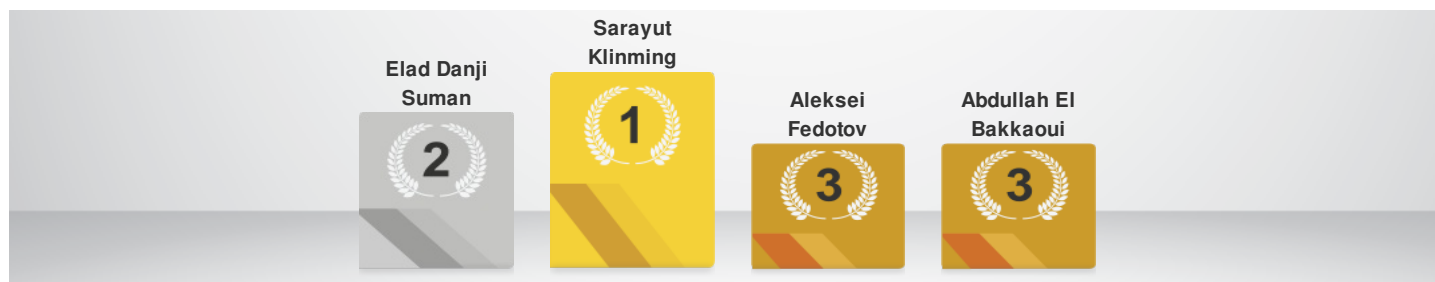 Elad Danji
Suman
2
Sarayut
Klinming
1
Aleksei
Fedotov
3
Abdullah El
Bakkaoui
3